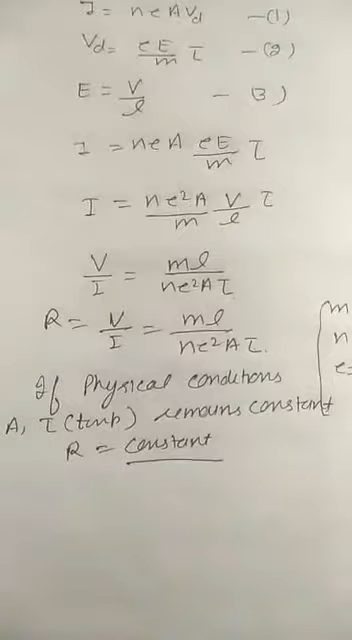 I = neAVd —(1)
Vd = eE/m τ —(2)
E = V/l — (3)
I = neA eE/m τ
I = ne²A/m V/l τ
V/I = ml/ne²Aτ
R = V/I = ml/ne²Aτ.
m
n
e=
If Physical conditions
A, τ (temp) remains constant
R = constant